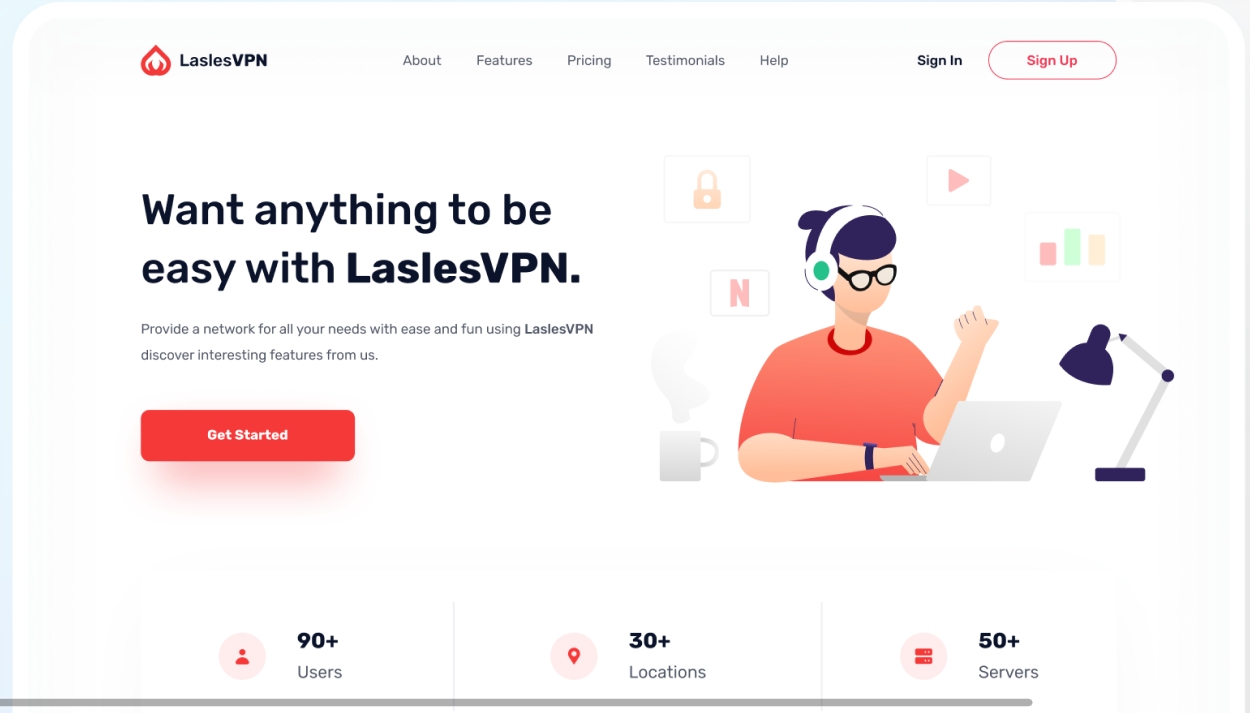 LaslesVPN
About
Features
Pricing
Testimonials
Help
Sign In
Sign Up
Want anything to be
easy with LaslesVPN.
Provide a network for all your needs with ease and fun using LaslesVPN
discover interesting features from us.
Get Started
N
90+
Users
30+
Locations
50+
Servers